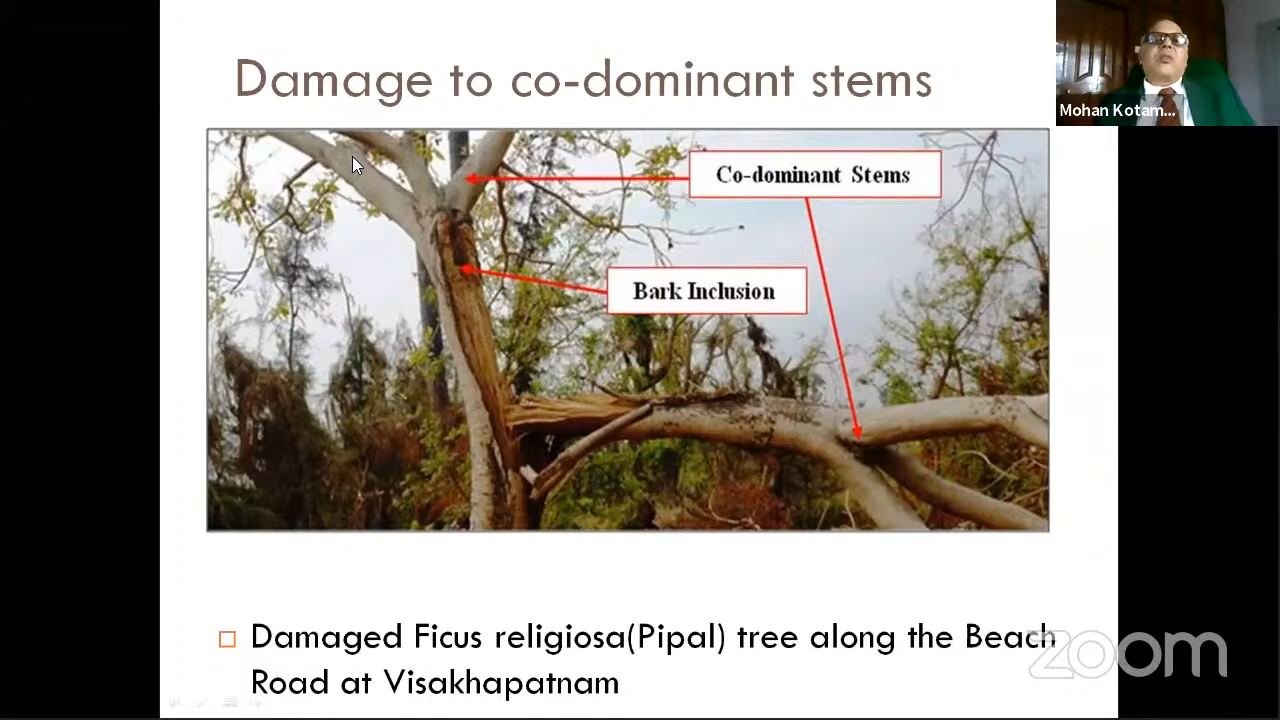 Damage to co-dominant stems
Mohan Kotam...
Co-dominant Stems
Bark Inclusion
Damaged Ficus religiosa(Pipal) tree along the Beach
Road at Visakhapatnam
zoom